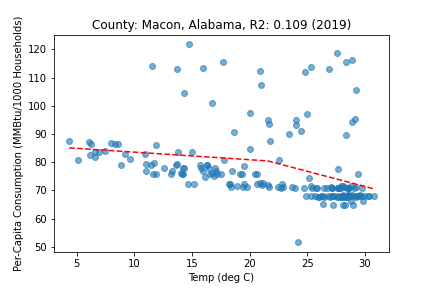 County: Macon, Alabama, R2: 0.109 (2019)
Per-Capita Consumption (MMBtu/1000 Households)
120
110
100
90
80
70
60
50
5 10 15 20 25 30
Temp (deg C)